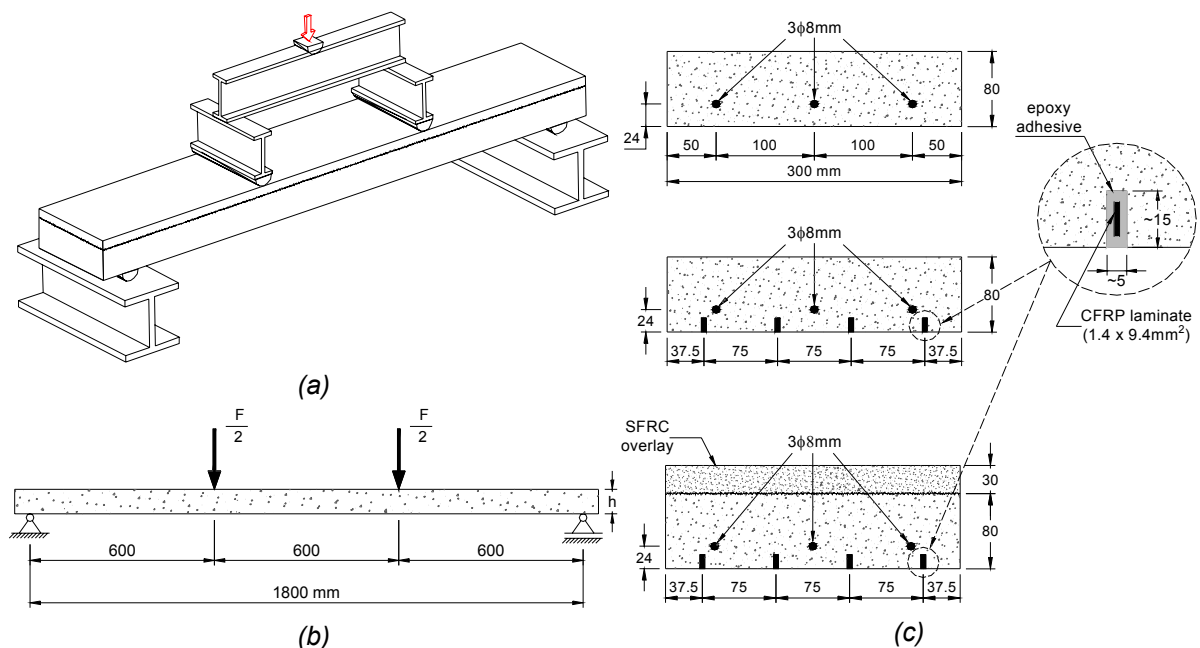 (a)
F
2
F
2
h
600
600
600
1800 mm
(b)
3ϕ8mm
80
24
50
100
100
50
300 mm
epoxy
adhesive
~15
~5
CFRP laminate
(1.4 x 9.4mm²)
3ϕ8mm
80
24
37.5
75
75
75
37.5
SFRC
overlay
3ϕ8mm
30
80
24
37.5
75
75
75
37.5
(c)